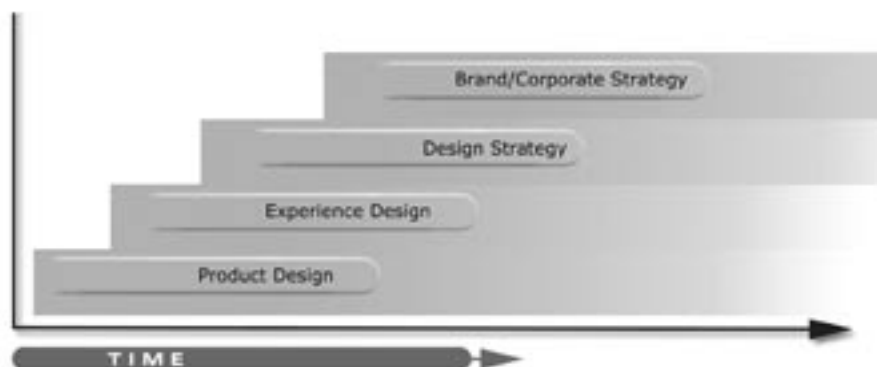 Brand/Corporate Strategy
Design Strategy
Experience Design
Product Design
TIME